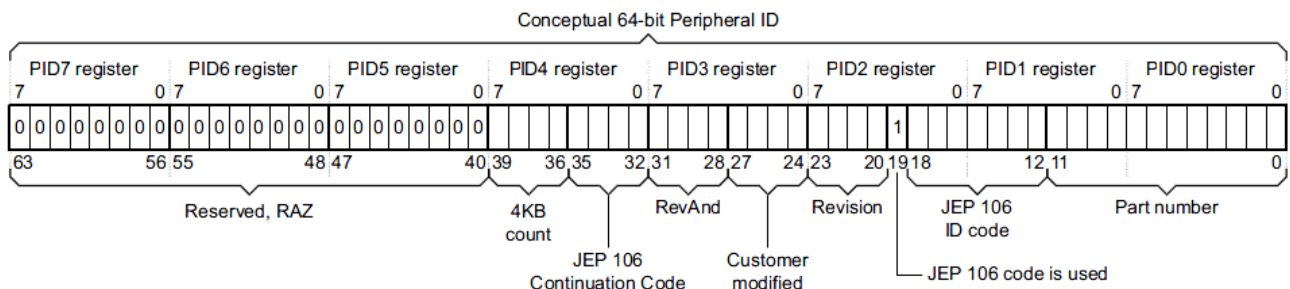 Conceptual 64-bit Peripheral ID
PID7 register PID6 register PID5 register PID4 register PID3 register PID2 register PID1 register PID0 register
7 0 7 0 7 0 7 0 7 0 7 0 7 0 7 0
0 0 0 0 0 0 0 0 0 0 0 0 0 0 0 0 0 0 0 0 0 0 0 0 1
63 56 55 48 47 40 39 36 35 32 31 28 27 24 23 20 19 18 12 11 0
Reserved, RAZ 4KB RevAnd Revision JEP 106 Part number
count ID code
JEP 106 Customer JEP 106 code is used
Continuation Code modified